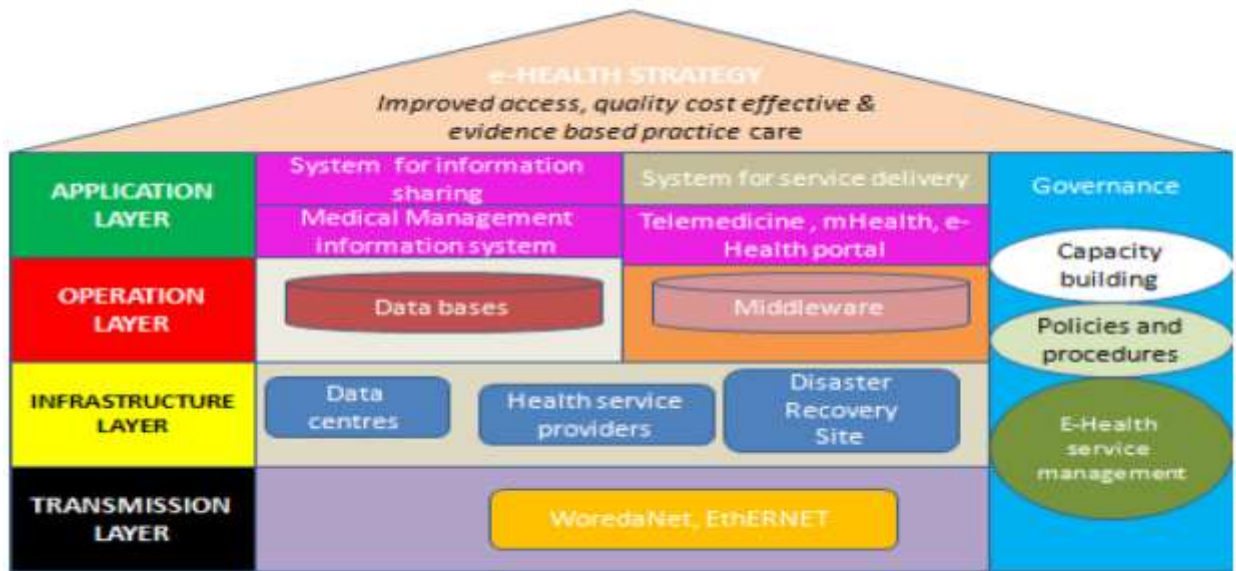 e-HEALTH STRATEGY
Improved access, quality cost effective &
evidence based practice care
APPLICATION
LAYER
System for information
sharing
System for service delivery
Medical Management
Information system
Telemedicine , mHealth, e-
Health portal
OPERATION
LAYER
Data bases
Middleware
INFRASTRUCTURE
LAYER
Data
centres
Health service
providers
Disaster
Recovery
Site
TRANSMISSION
LAYER
WoredaNet, EthERNET
Governance
Capacity
building
Policies and
procedures
E-Health
service
management